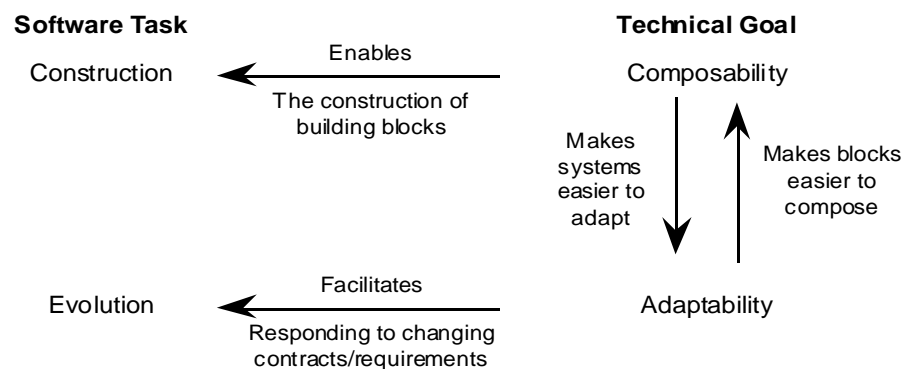 Software Task
Technical Goal
Enables
Construction
Composability
The construction of
building blocks
Makes
systems
easier to
adapt
Makes blocks
easier to
compose
Facilitates
Evolution
Adaptability
Responding to changing
contracts/requirements